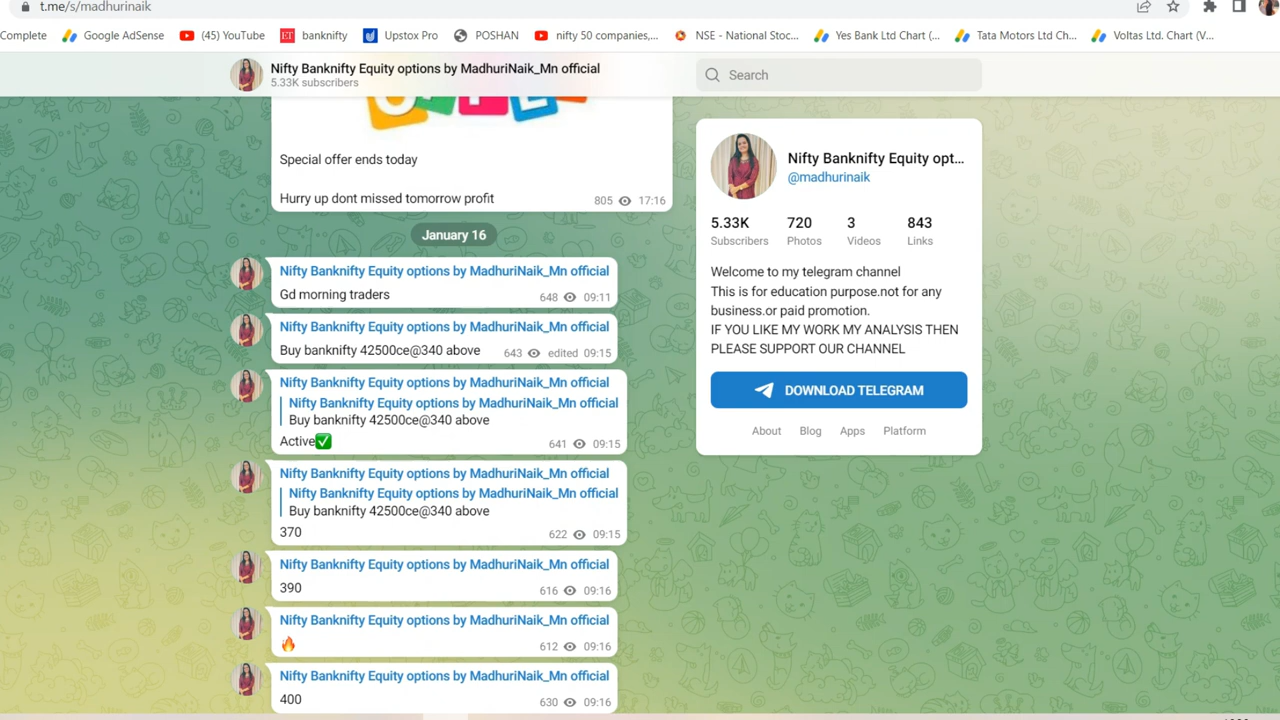 t.me/s/madhurinaik
Complete
Google AdSense
(45) YouTube
ET
banknifty
Upstox Pro
POSHAN
nifty 50 companies,...
NSE - National Stoc...
Yes Bank Ltd Chart (...
Tata Motors Ltd Ch...
Voltas Ltd. Chart (V...
Nifty Banknifty Equity options by MadhuriNaik_Mn official
5.33K subscribers
Search
Special offer ends today
Hurry up dont missed tomorrow profit
805 17:16
January 16
Nifty Banknifty Equity options by MadhuriNaik_Mn official
Gd morning traders
648 09:11
Nifty Banknifty Equity options by MadhuriNaik_Mn official
Buy banknifty 42500ce@340 above
643 edited 09:15
Nifty Banknifty Equity options by MadhuriNaik_Mn official
Nifty Banknifty Equity options by MadhuriNaik_Mn official
Buy banknifty 42500ce@340 above
Active✅
641 09:15
Nifty Banknifty Equity options by MadhuriNaik_Mn official
Nifty Banknifty Equity options by MadhuriNaik_Mn official
Buy banknifty 42500ce@340 above
370
622 09:15
Nifty Banknifty Equity options by MadhuriNaik_Mn official
390
616 09:16
Nifty Banknifty Equity options by MadhuriNaik_Mn official
🔥
612 09:16
Nifty Banknifty Equity options by MadhuriNaik_Mn official
400
630 09:16
Nifty Banknifty Equity opt...
@madhurinaik
5.33K 720 3 843
Subscribers Photos Videos Links
Welcome to my telegram channel
This is for education purpose.not for any
business.or paid promotion.
IF YOU LIKE MY WORK MY ANALYSIS THEN
PLEASE SUPPORT OUR CHANNEL
DOWNLOAD TELEGRAM
About Blog Apps Platform